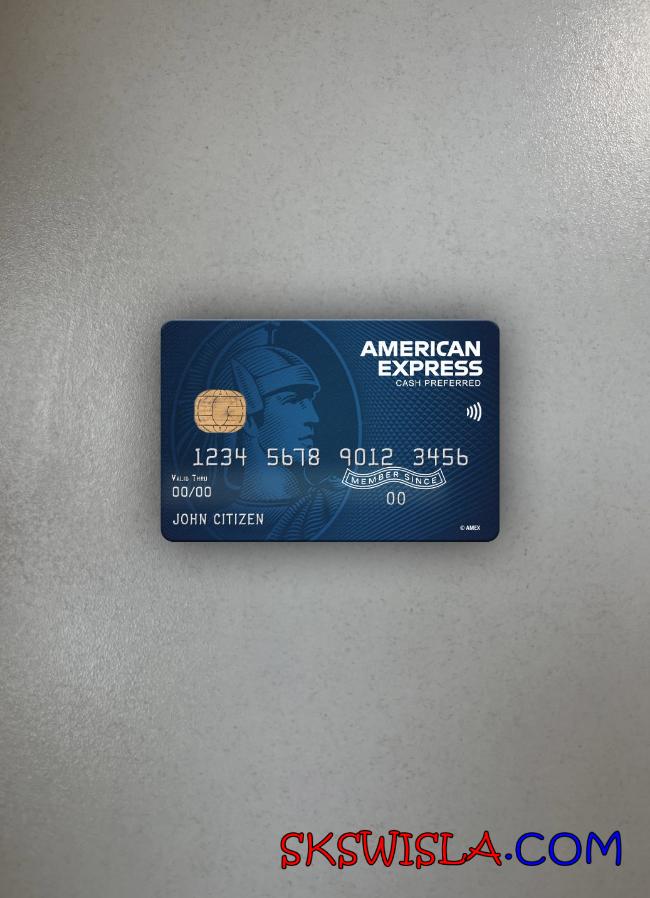 AMERICAN
EXPRESS
CASH PREFERRED
1234 5678 9012 3456
MEMBER SINCE
VALID THRU
00/00
00
JOHN CITIZEN
© AMEX
SKSWISLA.COM